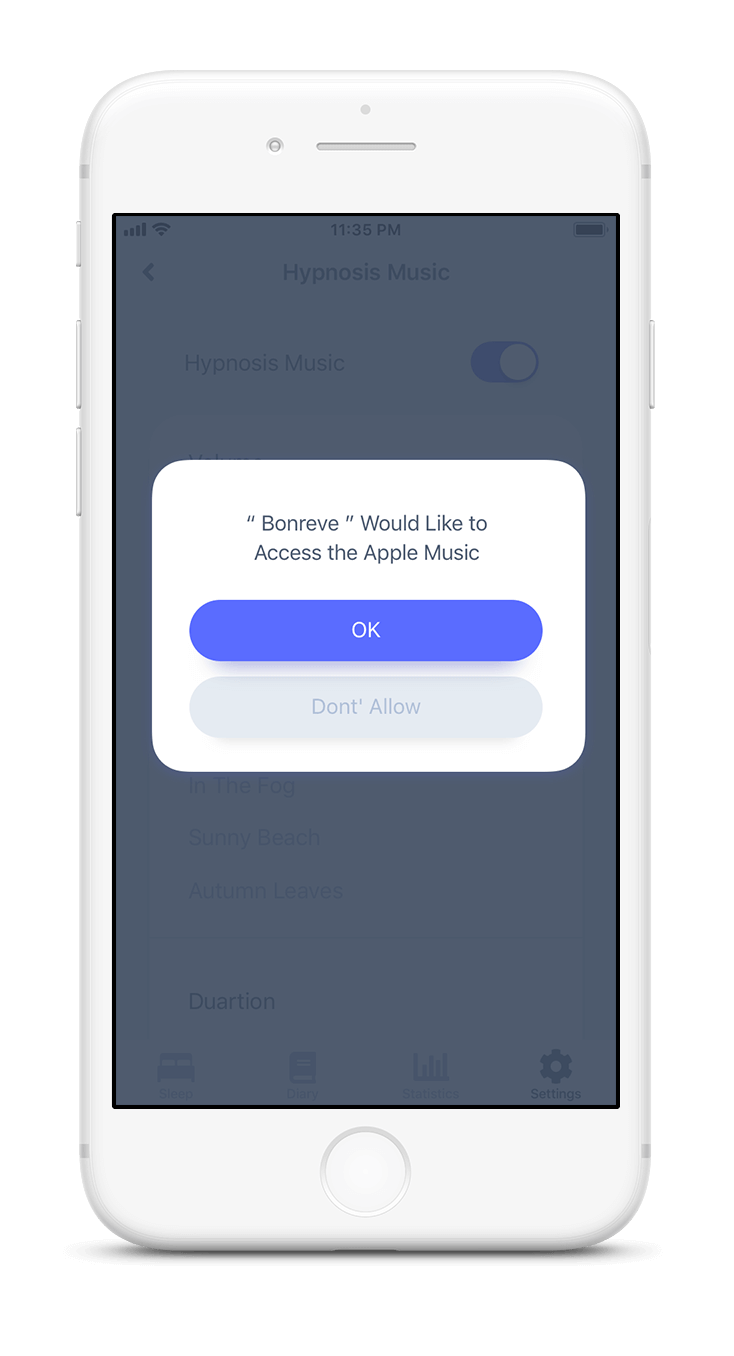 11:35 PM
Hypnosis Music
Hypnosis Music
Volume
“ Bonreve ” Would Like to
Access the Apple Music
OK
Dont' Allow
In The Fog
Sunny Beach
Autumn Leaves
Duartion
Sleep
Diary
Statistics
Settings